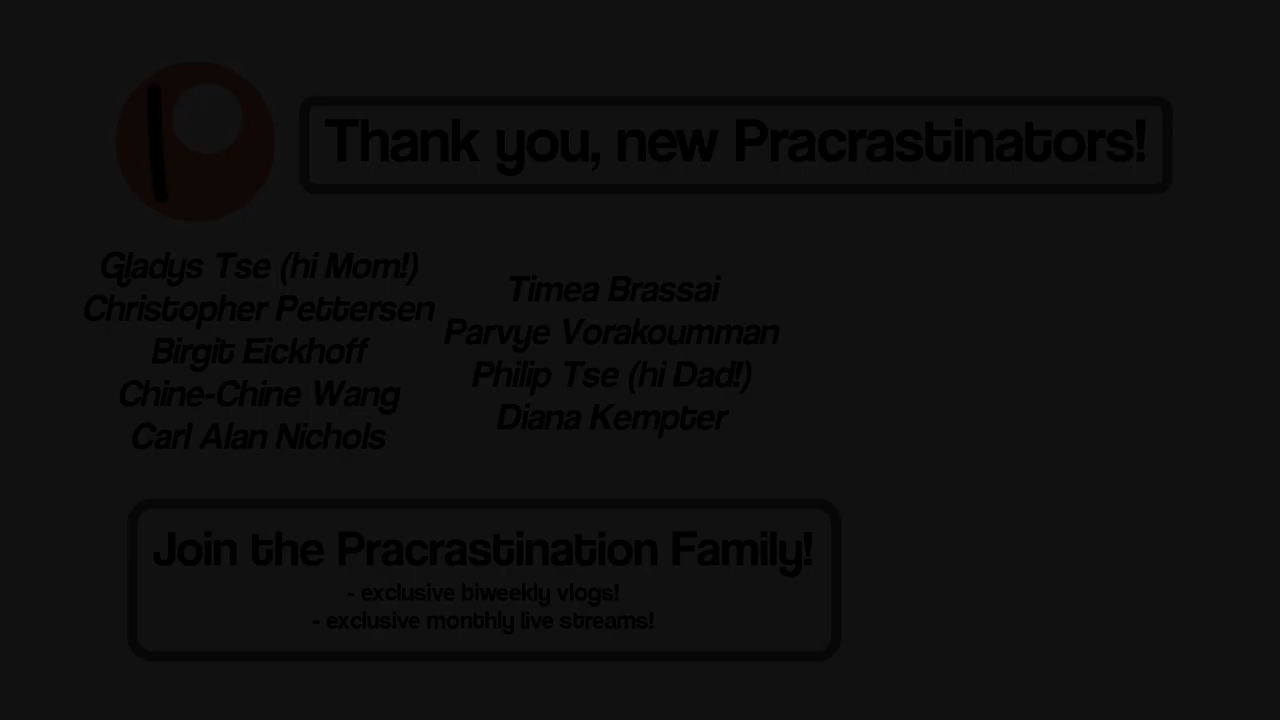 Thank you, new Pracrastinators!
Gladys Tse (hi Mom!)
Christopher Pettersen
Birgit Eickhoff
Chine-Chine Wang
Carl Alan Nichols
Timea Brassai
Parvye Vorakoumman
Philip Tse (hi Dad!)
Diana Kempter
Join the Pracrastination Family!
- exclusive biweekly vlogs!
- exclusive monthly live streams!